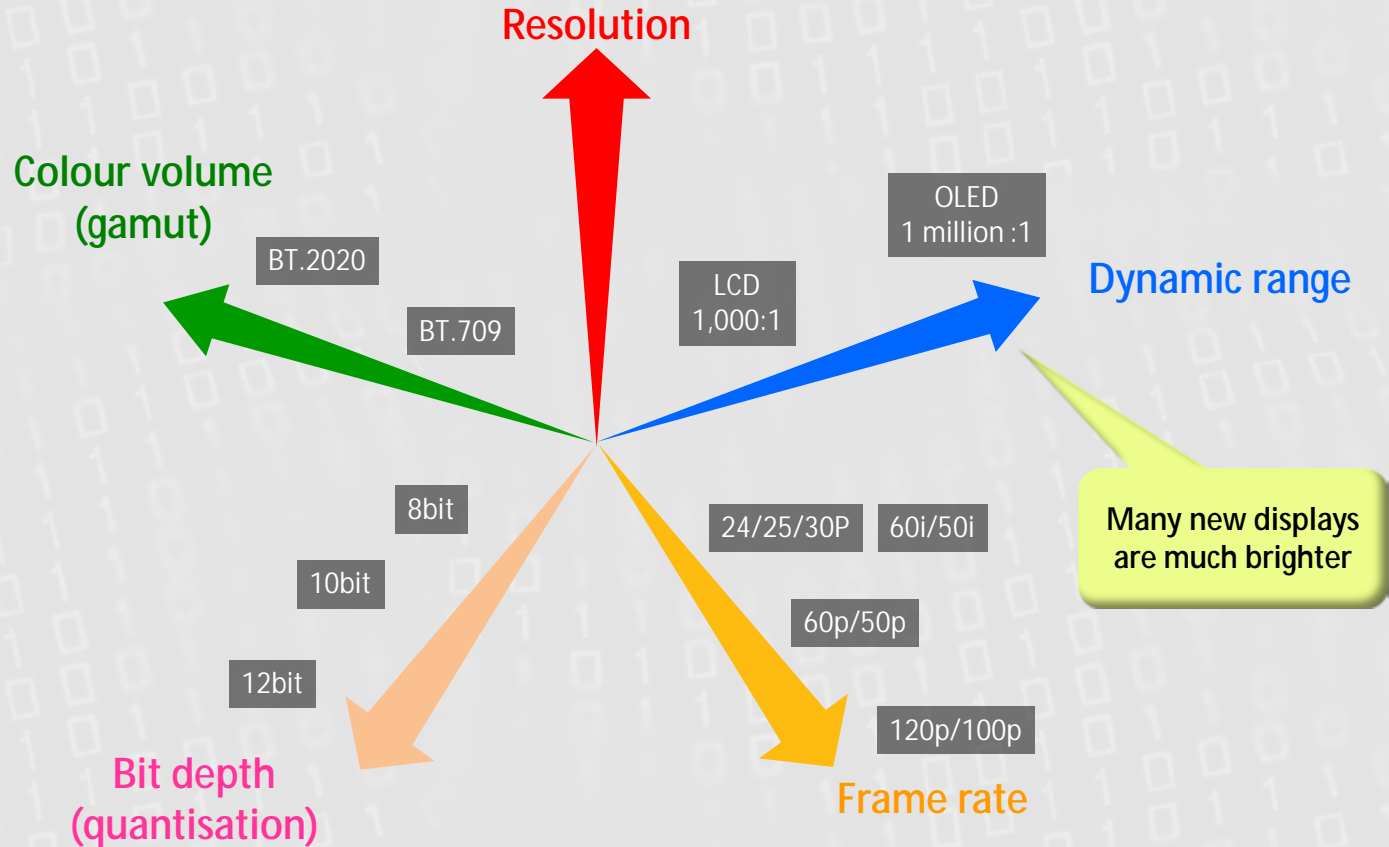 Resolution
Colour volume
(gamut)
BT.2020
BT.709
OLED
1 million :1
LCD
1,000:1
Dynamic range
Many new displays
are much brighter
8bit
10bit
12bit
Bit depth
(quantisation)
24/25/30P
60i/50i
60p/50p
120p/100p
Frame rate